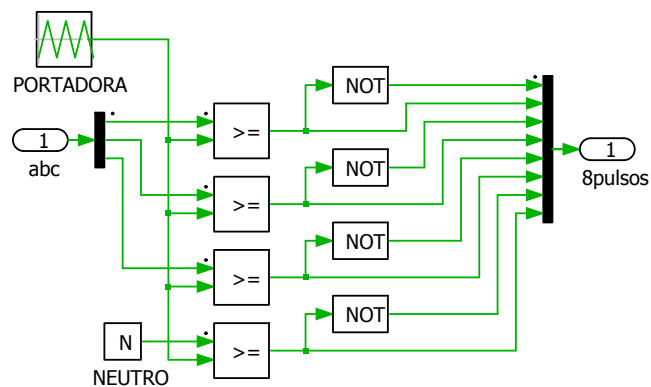 PORTADORA
NOT
>=
1
abc
NOT
1
8pulsos
>=
NOT
>=
NOT
N
>=
NEUTRO